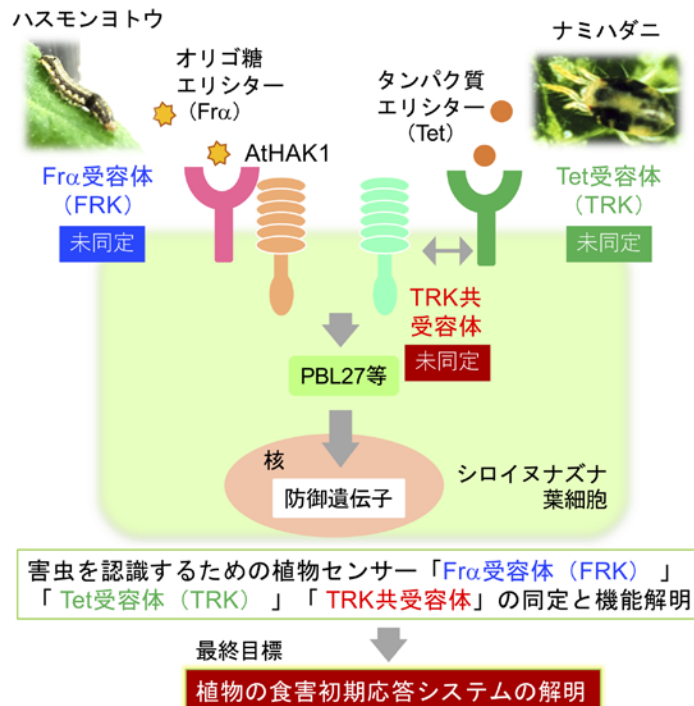 ハスモンヨトウ
オリゴ糖
エリシター
（Frα）
AtHAK1
タンパク質
エリシター
（Tet）
ナミハダニ
Frα受容体
（FRK）
未同定
Tet受容体
（TRK）
未同定
TRK共
受容体
未同定
PBL27等
核
防御遺伝子
シロイヌナズナ
葉細胞
害虫を認識するための植物センサー「Frα受容体（FRK）」
「Tet受容体（TRK）」「TRK共受容体」の同定と機能解明
最終目標
植物の食害初期応答システムの解明